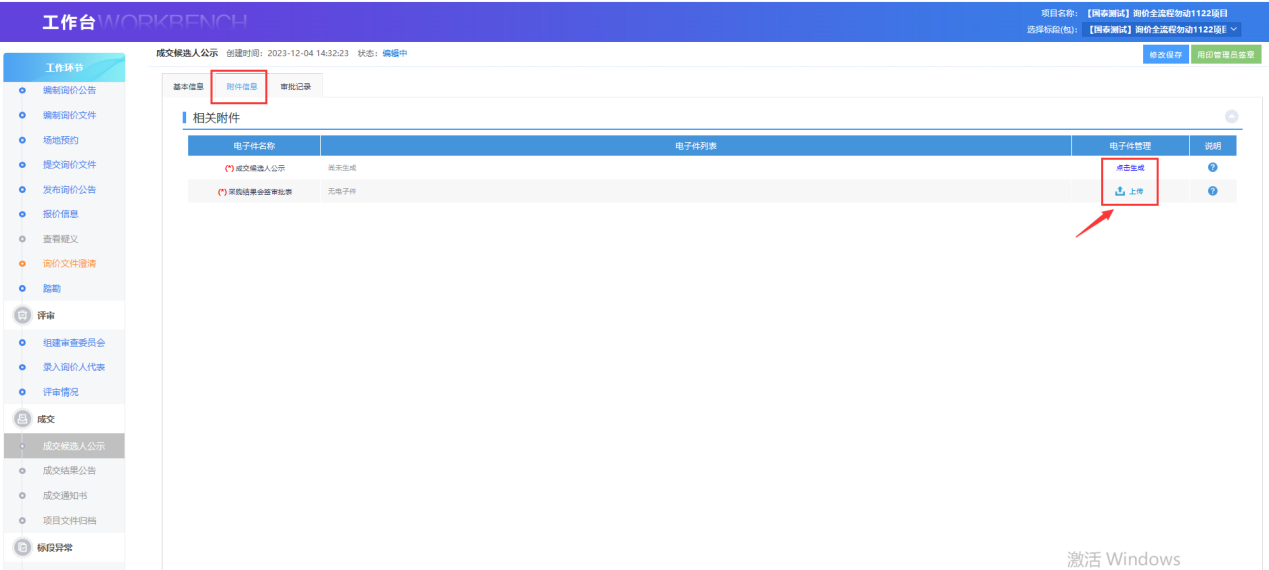 工作台WORKBENCH
项目名称: 【国泰测试】询价全流程勿动1122项目
选择标段(包): 【国泰测试】询价全流程勿动1122项目
成交候选人公示 创建时间: 2023-12-04 14:32:23 状态: 编辑中
修改保存 用印管理员签章
工作环节
编制询价公告
编制询价文件
场地预约
提交询价文件
发布询价公告
报价信息
查看疑义
询价文件澄清
踏勘
评审
组建审查委员会
录入询价人代表
评审情况
成交
成交候选人公示
成交结果公告
成交通知书
项目文件归档
标段异常
基本信息 附件信息 审批记录
相关附件
电子件名称 电子件列表 电子件管理 说明
(*) 成交候选人公示 尚未生成 点击生成
(*) 采购结果会签审批表 无电子件 上传
激活 Windows